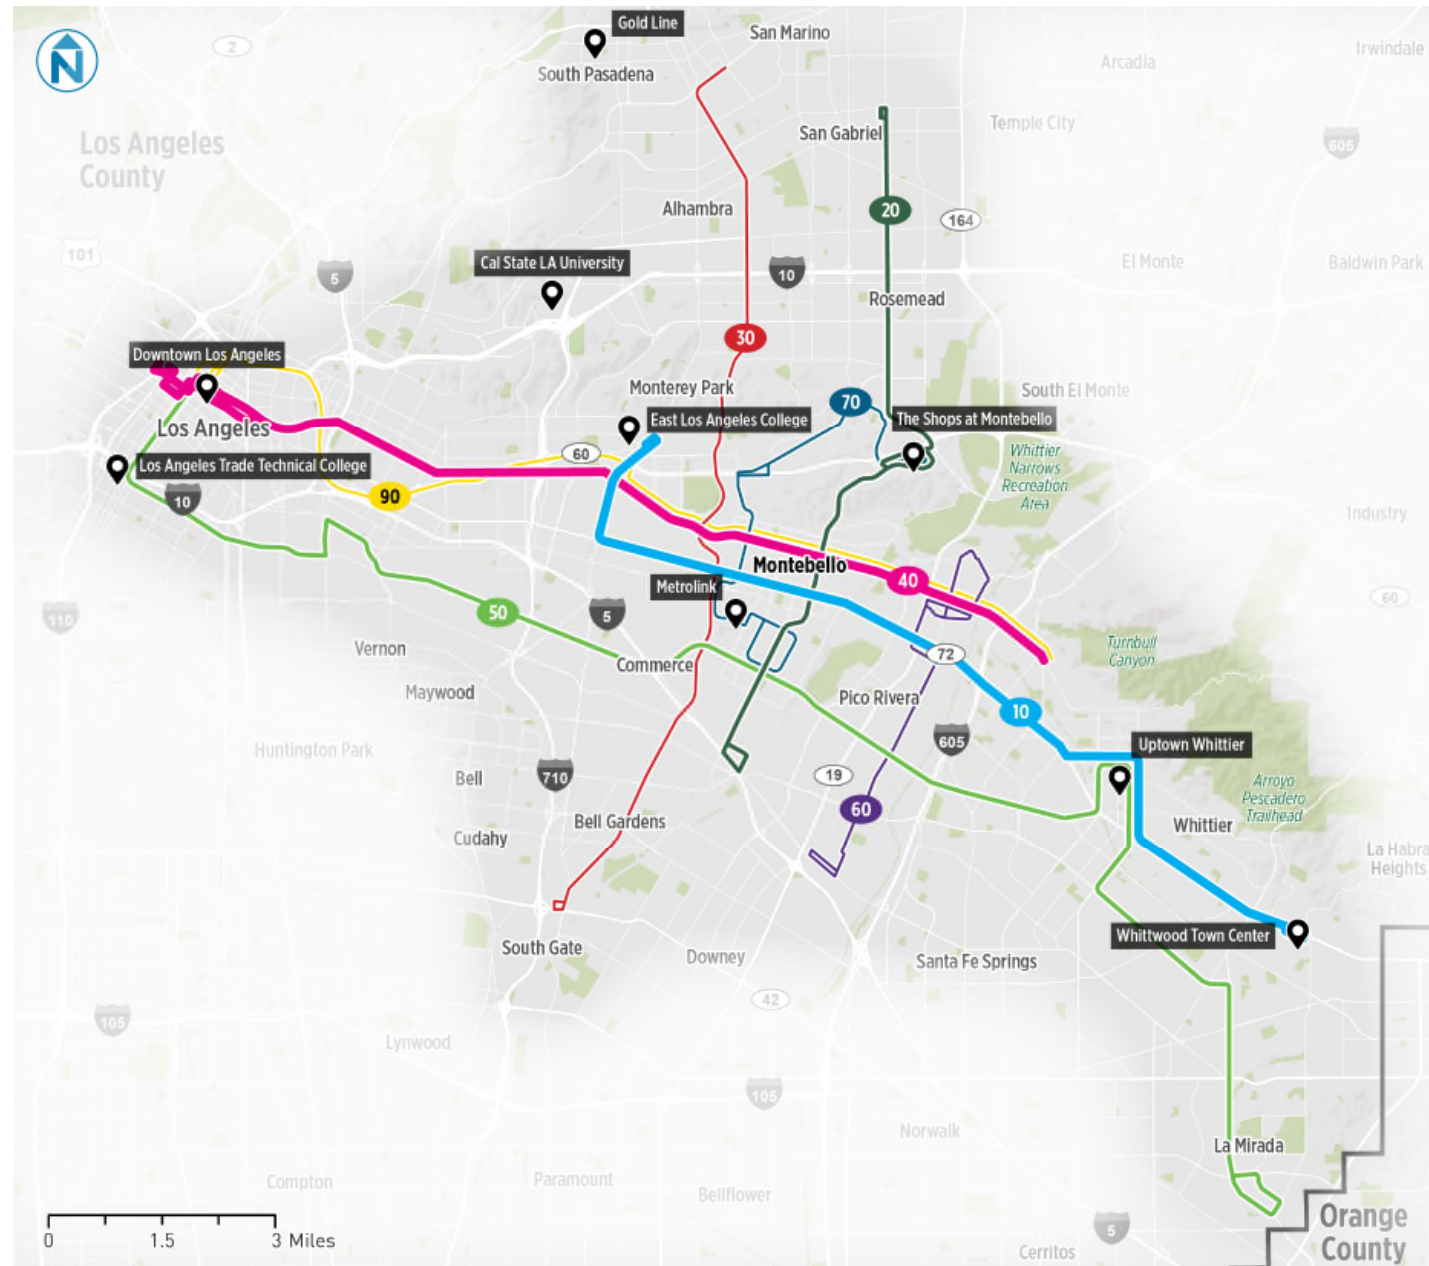 Gold Line
San Marino
N
2
South Pasadena
Irwindale
Arcadia
Los Angeles
County
San Gabriel
Temple City
605
Alhambra
20
164
101
5
Cal State LA University
10
El Monte
Baldwin Park
Rosemead
30
Downtown Los Angeles
Monterey Park
South El Monte
70
East Los Angeles College
The Shops at Montebello
Los Angeles
60
Whittier
Narrows
Recreation
Area
Los Angeles Trade Technical College
10
90
Industry
Montebello
40
Metrolink
60
50
5
110
Vernon
Commerce
72
Turnbull
Canyon
Maywood
Pico Rivera
10
Huntington Park
605
Uptown Whittier
Bell
710
19
60
Arroyo
Pescadero
Trailhead
Bell Gardens
Whittier
Cudahy
La Habra
Heights
South Gate
Whittwood Town Center
Downey
Santa Fe Springs
42
105
Lynwood
105
Norwalk
La Mirada
Compton
Paramount
Bellflower
Orange
County
5
0 1.5 3 Miles
Cerritos